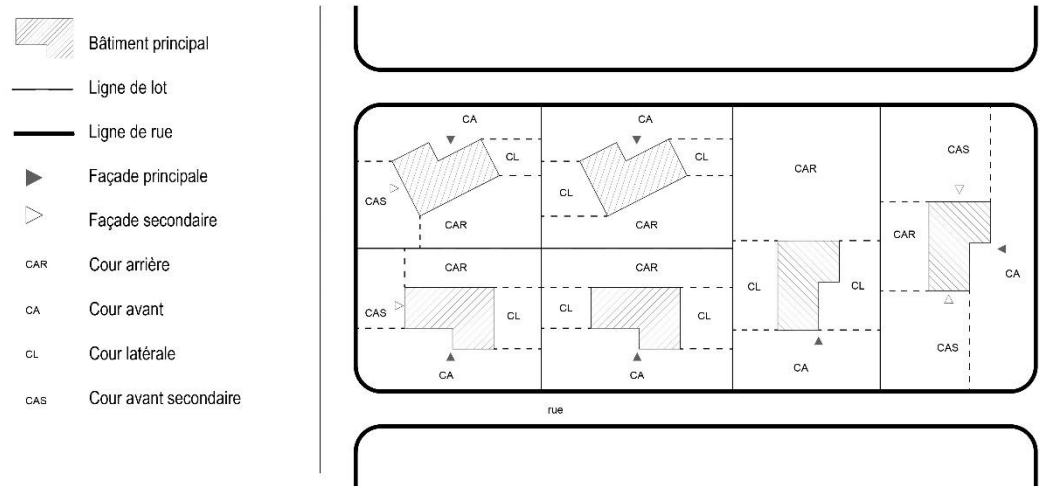 Bâtiment principal
Ligne de lot
Ligne de rue
Façade principale
Façade secondaire
CAR Cour arrière
CA Cour avant
CL Cour latérale
CAS Cour avant secondaire
CA CA
CAS
CL CL
CAR
CL
CAS
CAR CAR
CAR
CAR CAR
CA
CL CL
CAS CL CL CL
CAS
CA CA CA
rue